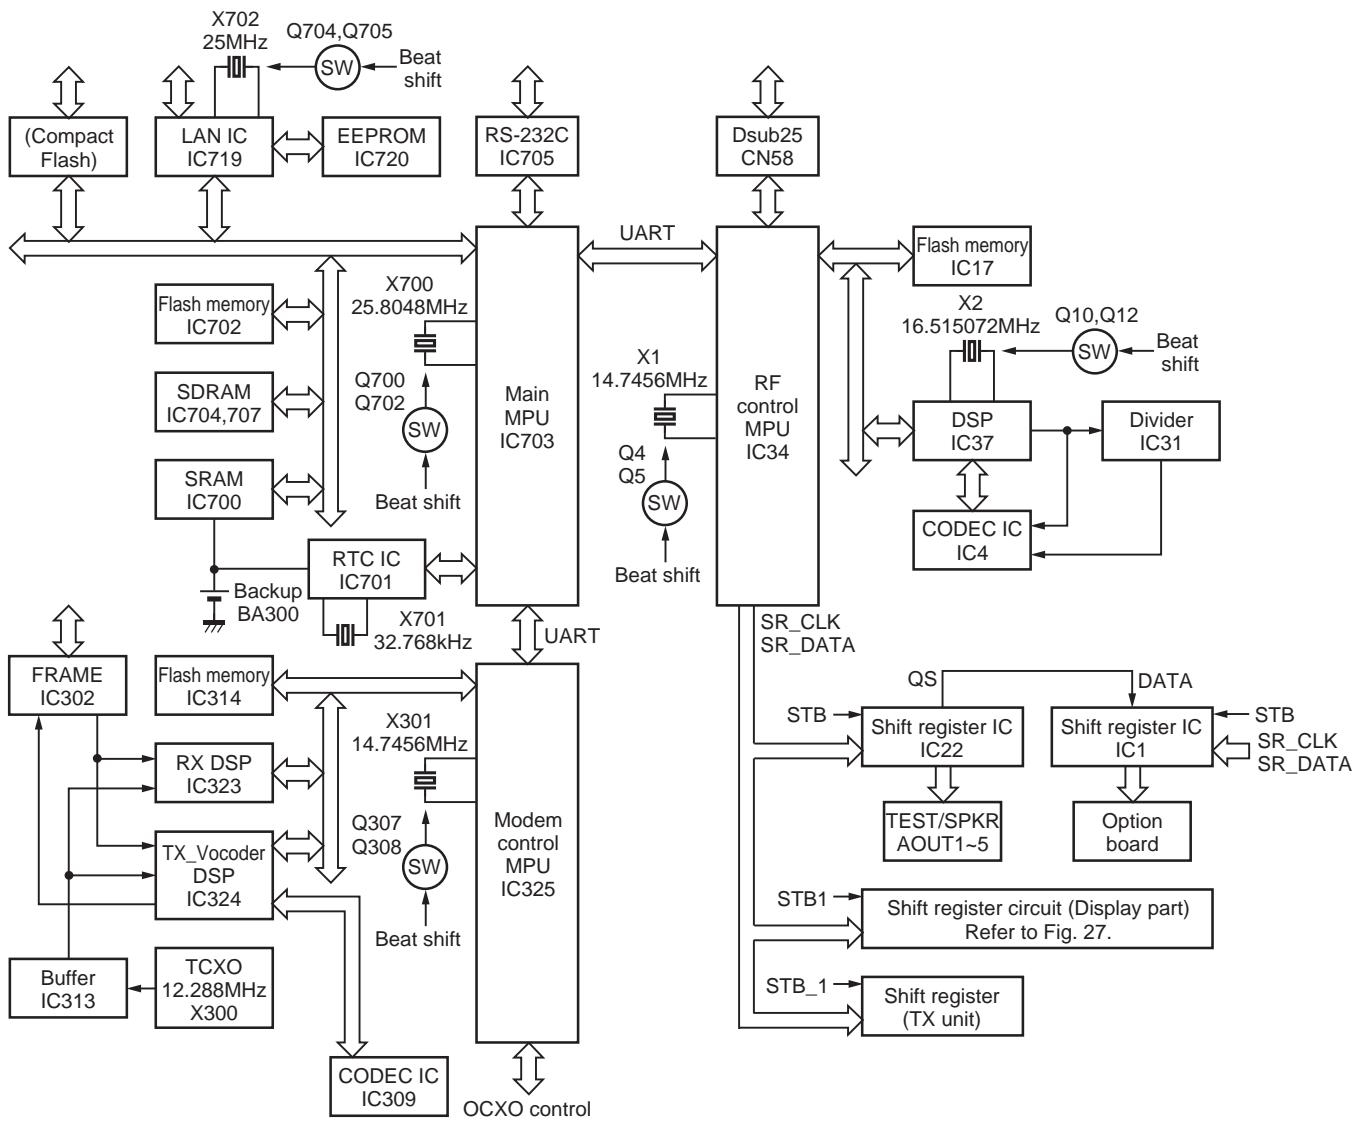 X702
25MHz
Q704,Q705
SW
Beat
shift
(Compact
Flash)
LAN IC
IC719
EEPROM
IC720
RS-232C
IC705
Dsub25
CN58
UART
Flash memory
IC702
X700
25.8048MHz
SDRAM
IC704,707
Q700
Q702
SW
Beat shift
SRAM
IC700
RTC IC
IC701
Backup
BA300
X701
32.768kHz
Main
MPU
IC703
UART
X1
14.7456MHz
Q4
Q5
SW
Beat shift
RF
control
MPU
IC34
Flash memory
IC17
X2
16.515072MHz
Q10,Q12
SW
Beat
shift
DSP
IC37
Divider
IC31
CODEC IC
IC4
SR_CLK
SR_DATA
FRAME
IC302
Flash memory
IC314
X301
14.7456MHz
RX DSP
IC323
Q307
Q308
SW
Beat shift
TX_Vocoder
DSP
IC324
Buffer
IC313
TCXO
12.288MHz
X300
CODEC IC
IC309
Modem
control
MPU
IC325
OCXO control
QS
DATA
STB
Shift register IC
IC22
Shift register IC
IC1
STB
SR_CLK
SR_DATA
TEST/SPKR
AOUT1~5
Option
board
STB1
Shift register circuit (Display part)
Refer to Fig. 27.
STB_1
Shift register
(TX unit)